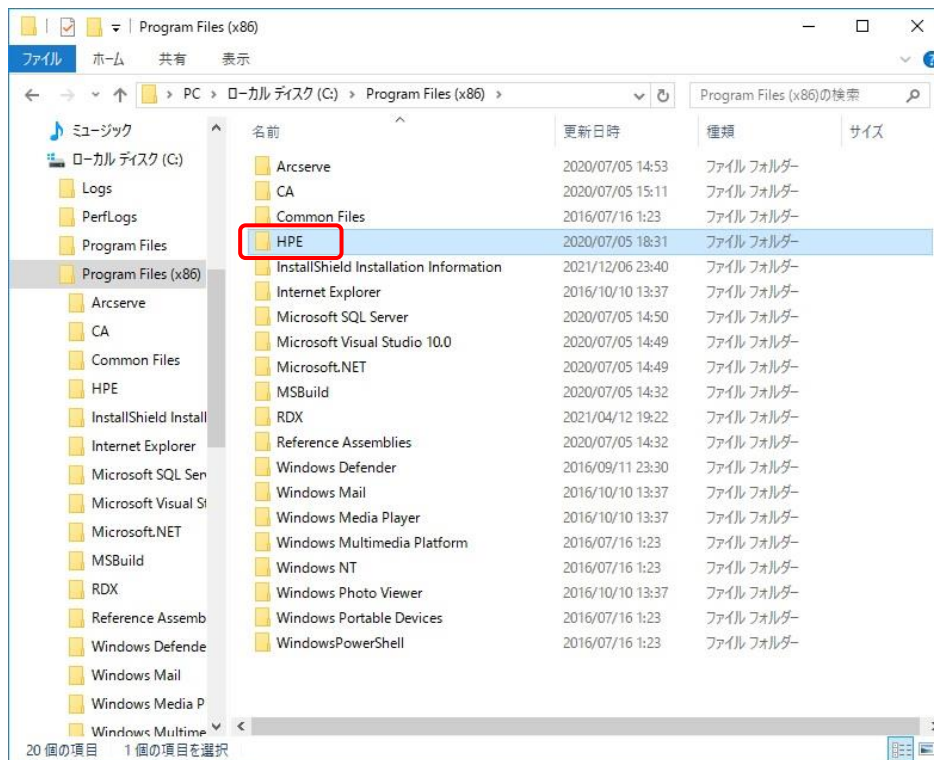 Program Files (x86)
ファイル ホーム 共有 表示
PC ローカル ディスク (C:) Program Files (x86) Program Files (x86)の検索
ミュージック
ローカル ディスク (C:)
Logs
PerfLogs
Program Files
Program Files (x86)
Arcserve
CA
Common Files
HPE
InstallShield Install
Internet Explorer
Microsoft SQL Ser
Microsoft Visual St
Microsoft.NET
MSBuild
RDX
Reference Assemb
Windows Defende
Windows Mail
Windows Media P
Windows Multime
名前 更新日時 種類 サイズ
Arcserve 2020/07/05 14:53 ファイル フォルダー
CA 2020/07/05 15:11 ファイル フォルダー
Common Files 2016/07/16 1:23 ファイル フォルダー
HPE 2020/07/05 18:31 ファイル フォルダー
InstallShield Installation Information 2021/12/06 23:40 ファイル フォルダー
Internet Explorer 2016/10/10 13:37 ファイル フォルダー
Microsoft SQL Server 2020/07/05 14:50 ファイル フォルダー
Microsoft Visual Studio 10.0 2020/07/05 14:49 ファイル フォルダー
Microsoft.NET 2020/07/05 14:49 ファイル フォルダー
MSBuild 2020/07/05 14:32 ファイル フォルダー
RDX 2021/04/12 19:22 ファイル フォルダー
Reference Assemblies 2020/07/05 14:32 ファイル フォルダー
Windows Defender 2016/09/11 23:30 ファイル フォルダー
Windows Mail 2016/10/10 13:37 ファイル フォルダー
Windows Media Player 2016/10/10 13:37 ファイル フォルダー
Windows Multimedia Platform 2016/07/16 1:23 ファイル フォルダー
Windows NT 2016/07/16 1:23 ファイル フォルダー
Windows Photo Viewer 2016/10/10 13:37 ファイル フォルダー
Windows Portable Devices 2016/07/16 1:23 ファイル フォルダー
WindowsPowerShell 2016/07/16 1:23 ファイル フォルダー
20 個の項目 1 個の項目を選択